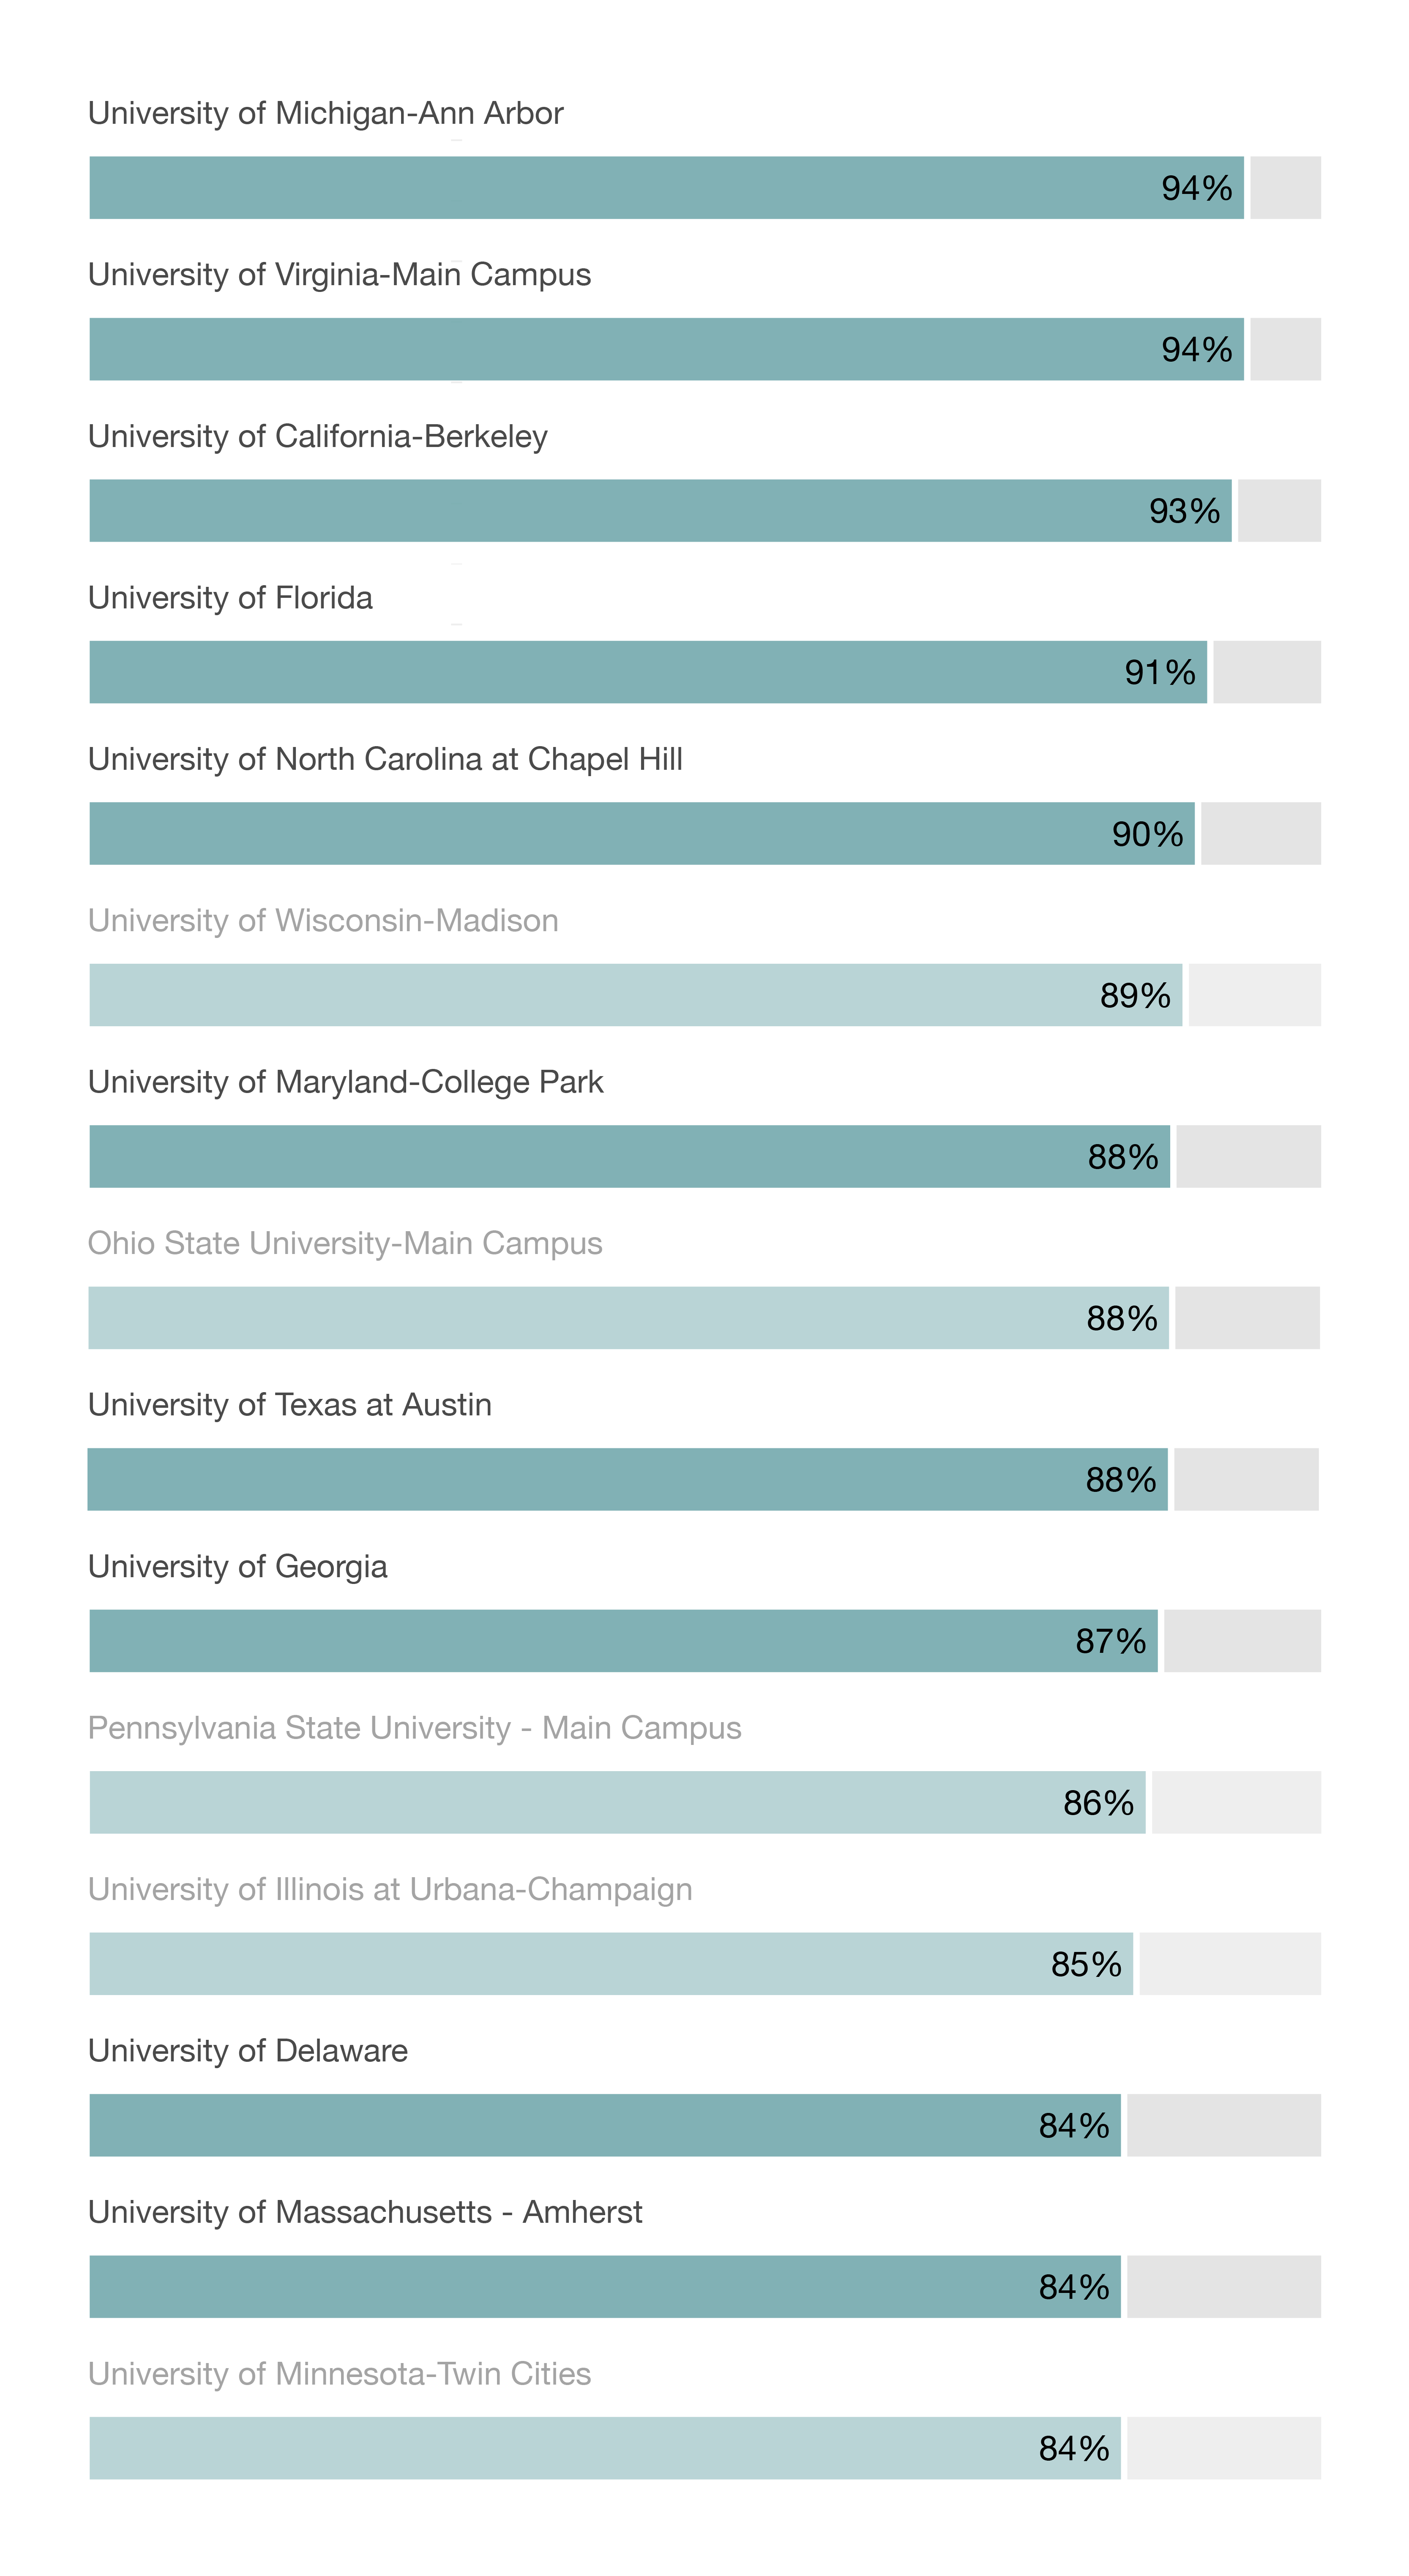 University of Michigan-Ann Arbor
94%
University of Virginia-Main Campus
94%
University of California-Berkeley
93%
University of Florida
91%
University of North Carolina at Chapel Hill
90%
University of Wisconsin-Madison
89%
University of Maryland-College Park
88%
Ohio State University-Main Campus
88%
University of Texas at Austin
88%
University of Georgia
87%
Pennsylvania State University - Main Campus
86%
University of Illinois at Urbana-Champaign
85%
University of Delaware
84%
University of Massachusetts - Amherst
84%
University of Minnesota-Twin Cities
84%